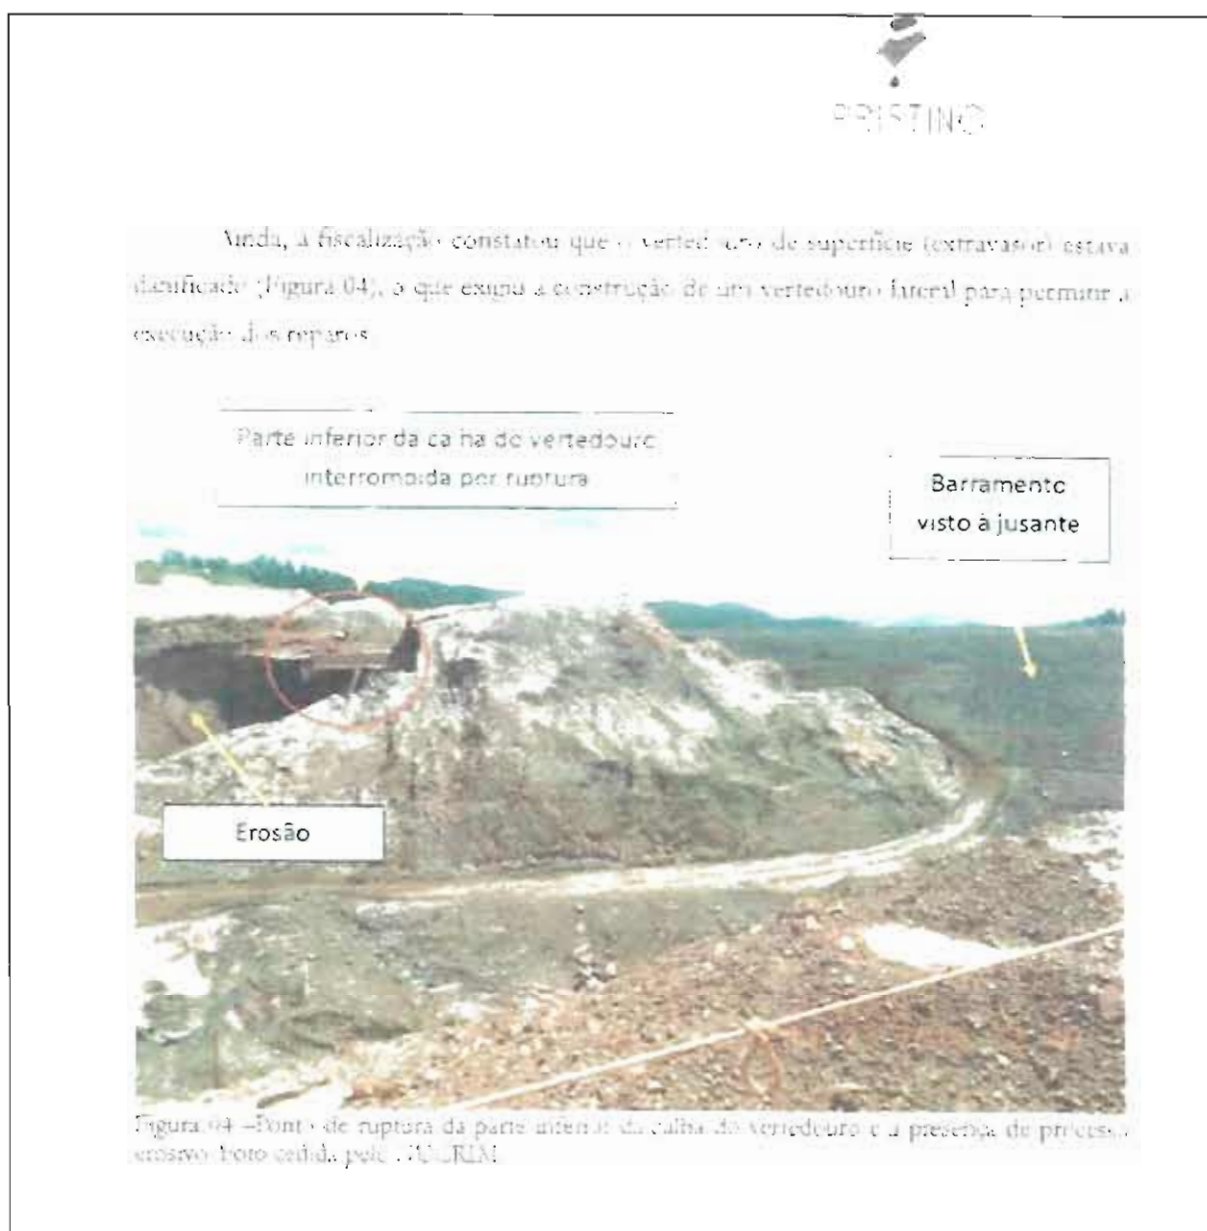 PRISTINO
Ainda, a fiscalização constatou que o vertedouro de superfície (extravasor) estava
danificado (Figura 04), o que exigiu a construção de um vertedouro lateral para permitir a
execução dos reparos
Parte inferior da calha do vertedouro
interrompida por ruptura
Barramento
visto à jusante
Erosão
Figura 04 –Ponto de ruptura da parte inferior da calha do vertedouro e a presença de processo
erosivo. Foto cedida pelo